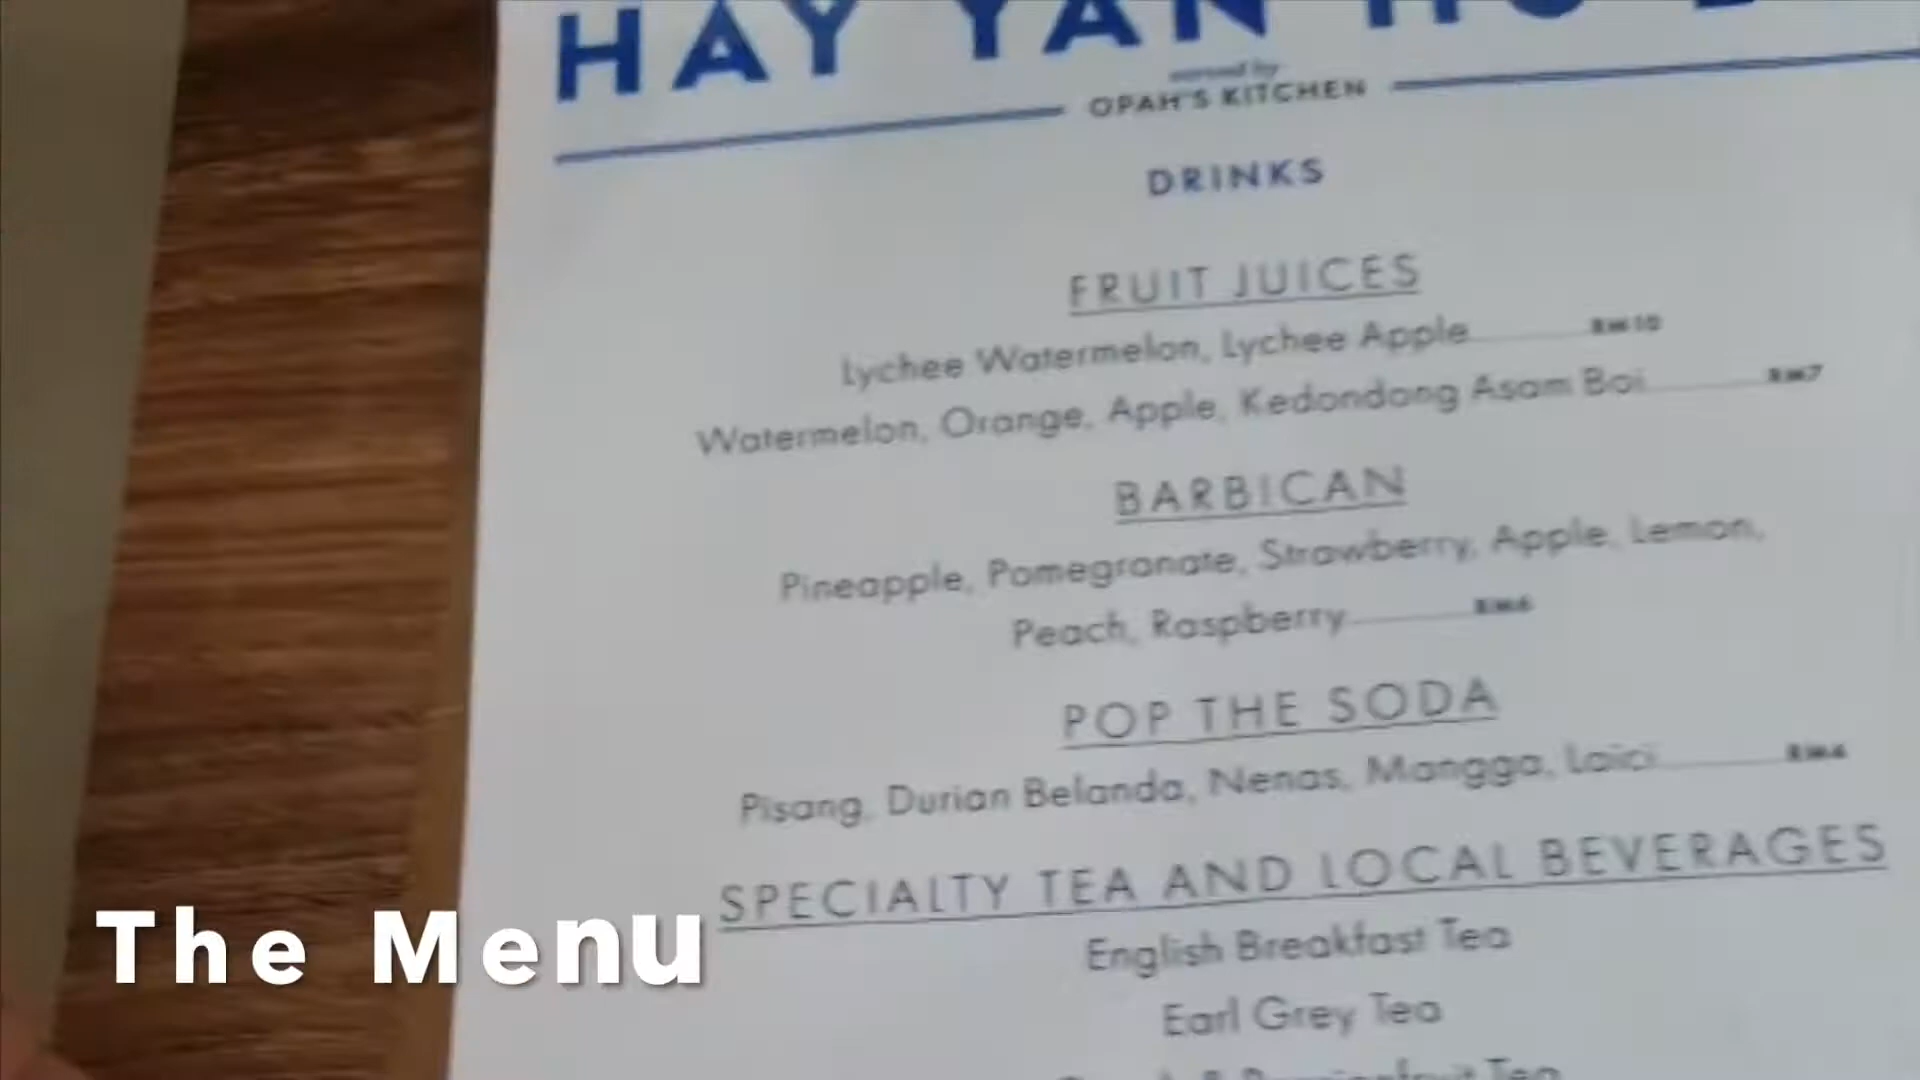 HAY YAN
served by
OPAH'S KITCHEN
DRINKS
FRUIT JUICES
Lychee Watermelon, Lychee Apple RM10
Watermelon, Orange, Apple, Kedondong Asam Boi RM7
BARBICAN
Pineapple, Pomegranate, Strawberry, Apple, Lemon,
Peach, Raspberry RM6
POP THE SODA
Pisang, Durian Belanda, Nenas, Mangga, Laici RM4
SPECIALTY TEA AND LOCAL BEVERAGES
English Breakfast Tea
Earl Grey Tea
Tea
The Menu